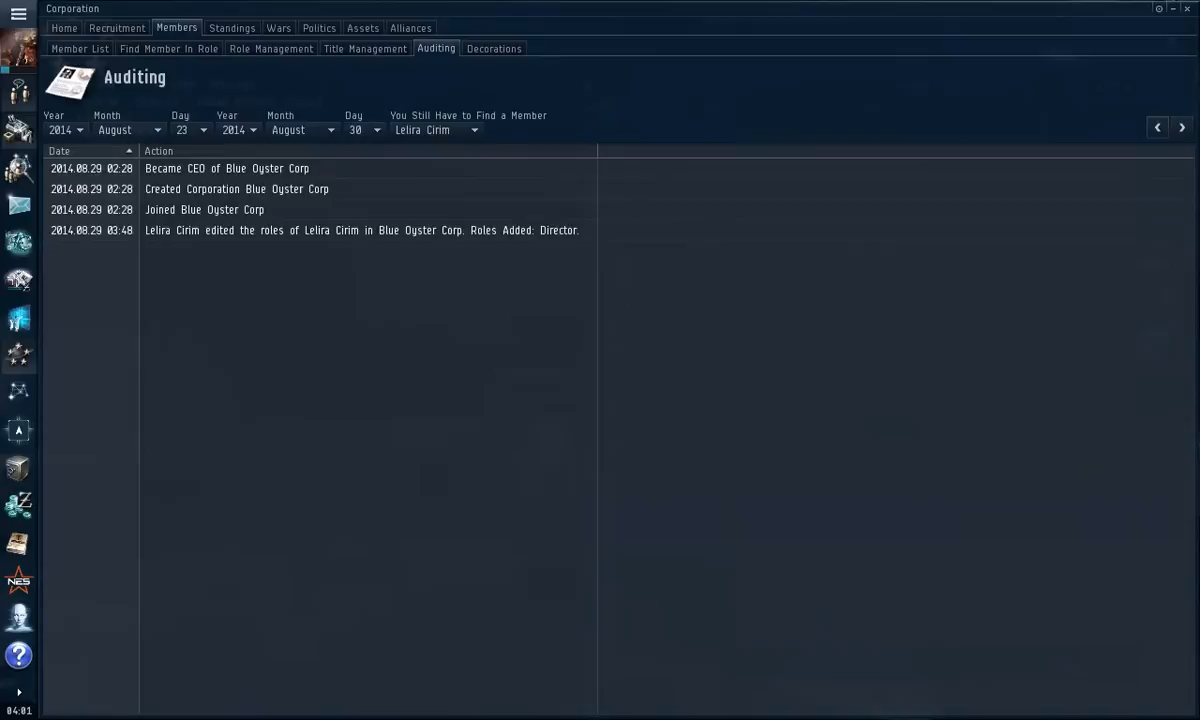 Corporation
Home Recruitment Members Standings Wars Politics Assets Alliances
Member List Find Member In Role Role Management Title Management Auditing Decorations
Auditing
Year Month Day Year Month Day You Still Have to Find a Member
2014 August 23 2014 August 30 Lelira Cirim
Date Action
2014.08.29 02:28 Became CEO of Blue Oyster Corp
2014.08.29 02:28 Created Corporation Blue Oyster Corp
2014.08.29 02:28 Joined Blue Oyster Corp
2014.08.29 03:48 Lelira Cirim edited the roles of Lelira Cirim in Blue Oyster Corp. Roles Added: Director.
NES
?
04:01